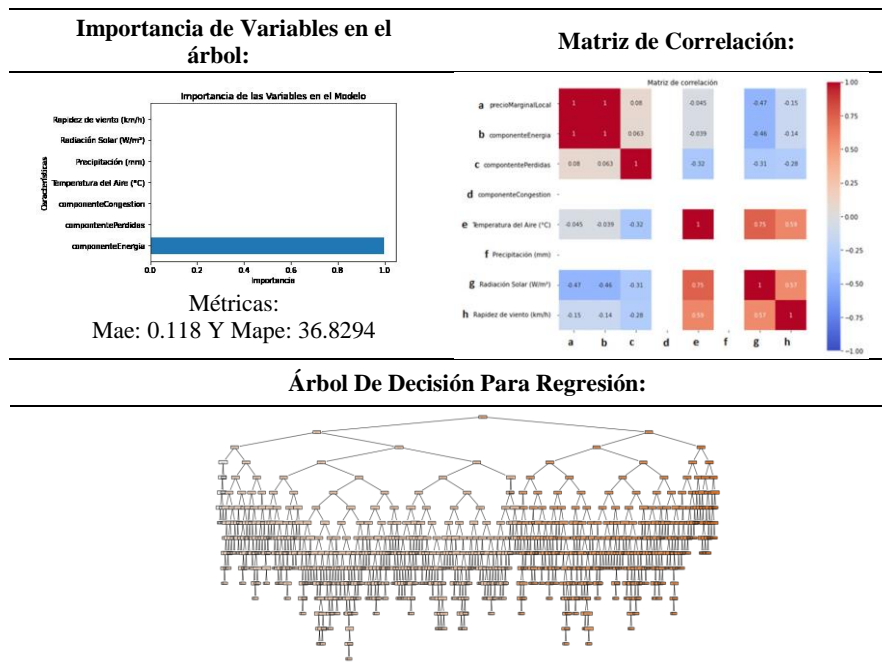 Importancia de Variables en el
árbol:
Matriz de Correlación:
Importancia de las Variables en el Modelo
Rapidez de viento (km/h)
Radiación Solar (W/m²)
Precipitación (mm)
Temperatura del Aire (°C)
componenteCongestion
compontentePerdidas
componenteEnergia
Características
0.0 0.2 0.4 0.6 0.8 1.0
Importancia
Métricas:
Mae: 0.118 Y Mape: 36.8294
Matriz de correlación
a precioMarginalLocal 1 1 0.08 -0.045 -0.47 -0.15
b componenteEnergia 1 1 0.063 -0.039 -0.46 -0.14
c compontentePerdidas 0.08 0.063 1 -0.32 -0.31 -0.28
d componenteCongestion
e Temperatura del Aire (°C) -0.045 -0.039 -0.32 1 0.75 0.59
f Precipitación (mm)
g Radiación Solar (W/m²) -0.47 -0.46 -0.31 0.75 1 0.57
h Rapidez de viento (km/h) -0.15 -0.14 -0.28 0.59 0.57 1
a b c d e f g h
1.00
0.75
0.50
0.25
0.00
-0.25
-0.50
-0.75
-1.00
Árbol De Decisión Para Regresión: